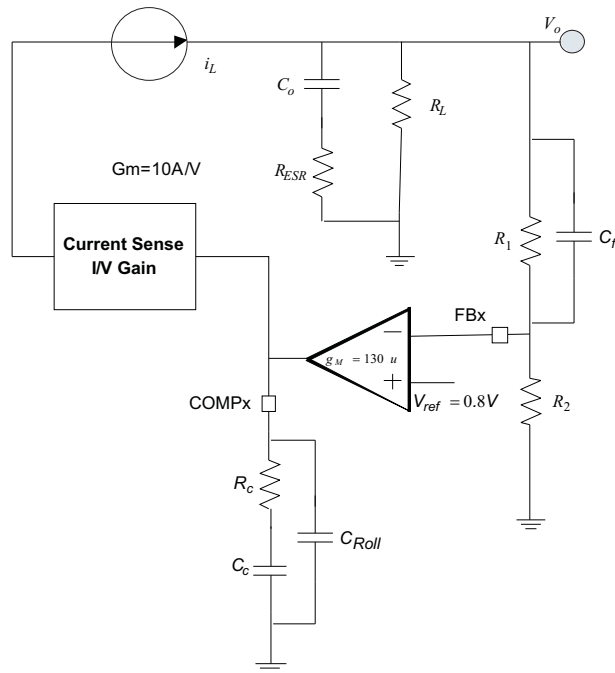 V_o
i_L
C_o
R_L
R_ESR
Gm=10A/V
Current Sense
I/V Gain
R_1
C_f
FBx
g_M = 130 u
V_ref = 0.8V
COMPx
R_2
R_c
C_Roll
C_c